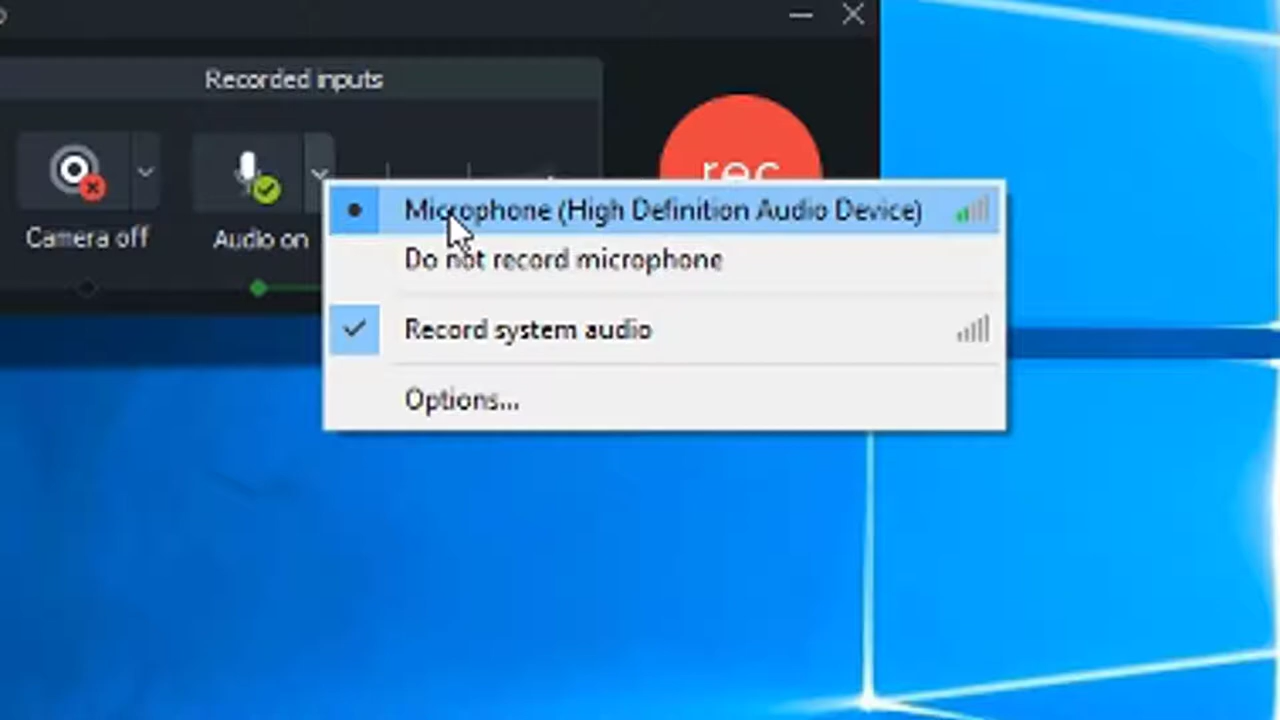 Recorded inputs
rec
Camera off
Audio on
Microphone (High Definition Audio Device)
Do not record microphone
Record system audio
Options...